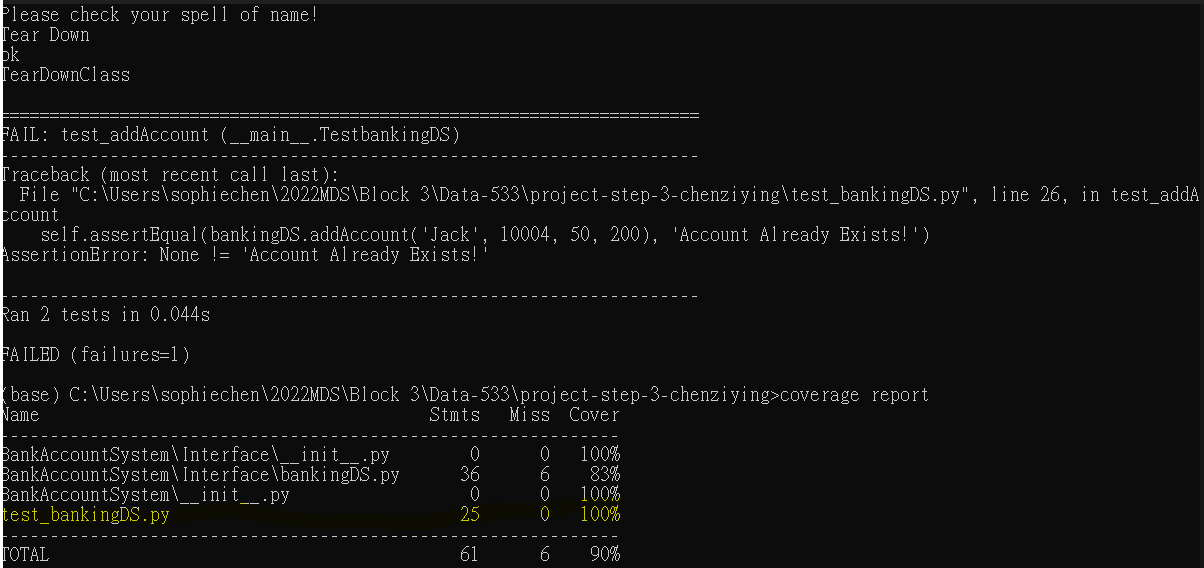 Please check your spell of name!
Tear Down
ok
TearDownClass
======================================================================
FAIL: test_addAccount (__main__.TestbankingDS)
----------------------------------------------------------------------
Traceback (most recent call last):
  File "C:\Users\sophiechen\2022MDS\Block 3\Data-533\project-step-3-chenziying\test_bankingDS.py", line 26, in test_addA
ccount
    self.assertEqual(bankingDS.addAccount('Jack', 10004, 50, 200), 'Account Already Exists!')
AssertionError: None != 'Account Already Exists!'
----------------------------------------------------------------------
Ran 2 tests in 0.044s
FAILED (failures=1)
(base) C:\Users\sophiechen\2022MDS\Block 3\Data-533\project-step-3-chenziying>coverage report
Name                                       Stmts   Miss  Cover
--------------------------------------------------------------
BankAccountSystem\Interface\__init__.py        0      0   100%
BankAccountSystem\Interface\bankingDS.py      36      6    83%
BankAccountSystem\__init__.py                  0      0   100%
test_bankingDS.py                             25      0   100%
--------------------------------------------------------------
TOTAL                                         61      6    90%